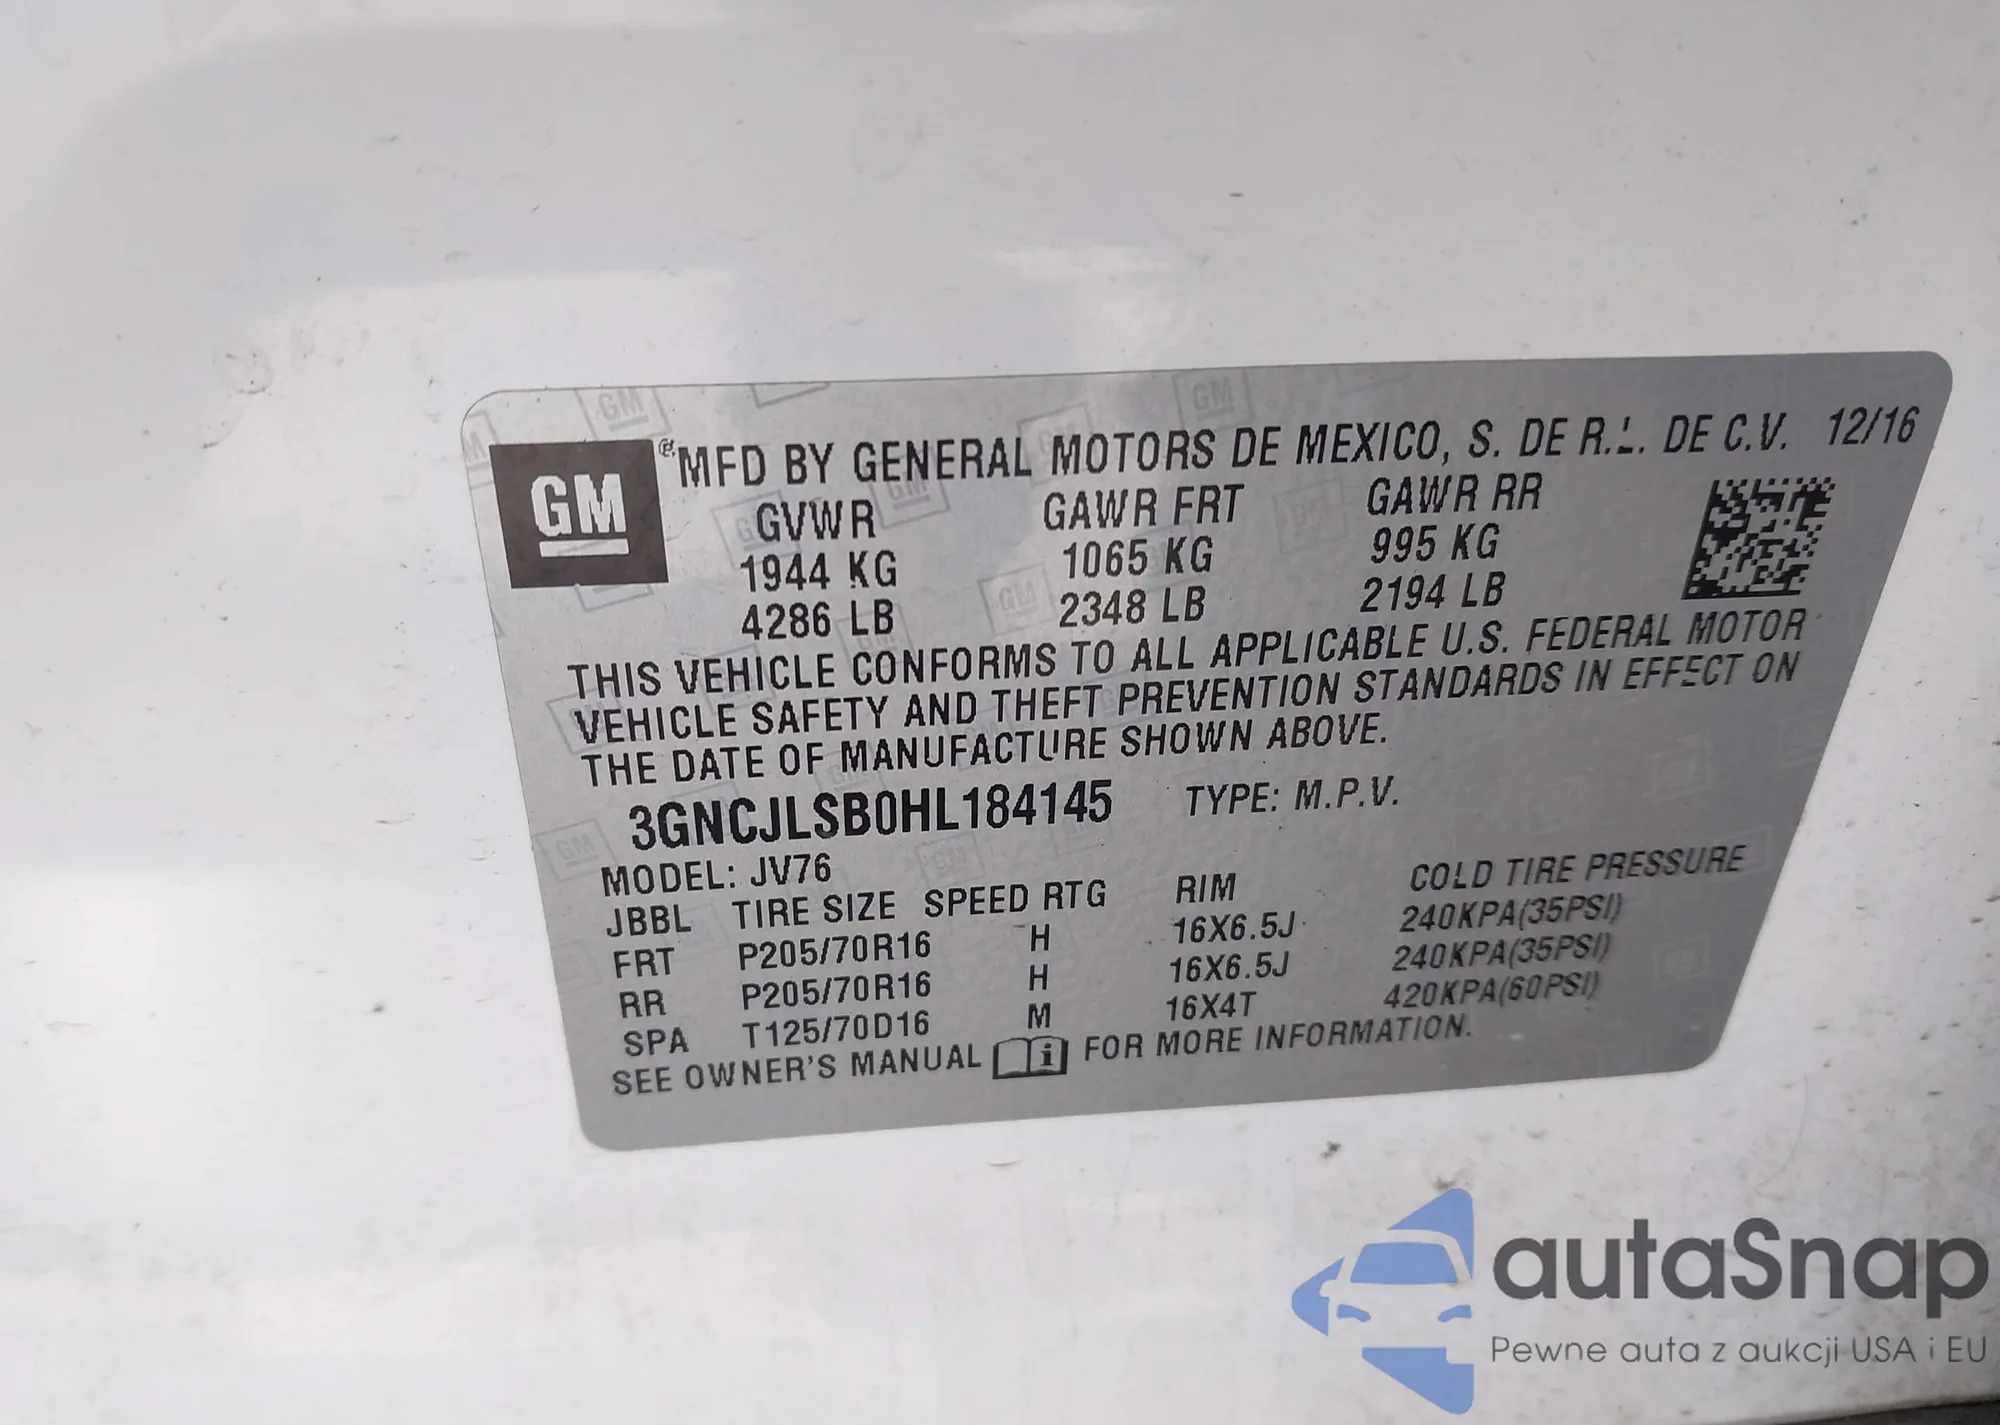 GM
® MFD BY GENERAL MOTORS DE MEXICO, S. DE R.L. DE C.V. 12/16
GVWR GAWR FRT GAWR RR
1944 KG 1065 KG 995 KG
4286 LB 2348 LB 2194 LB
THIS VEHICLE CONFORMS TO ALL APPLICABLE U.S. FEDERAL MOTOR
VEHICLE SAFETY AND THEFT PREVENTION STANDARDS IN EFFECT ON
THE DATE OF MANUFACTURE SHOWN ABOVE.
3GNCJLSB0HL184145 TYPE: M.P.V.
MODEL: JV76
JBBL TIRE SIZE SPEED RTG RIM COLD TIRE PRESSURE
FRT P205/70R16 H 16X6.5J 240KPA(35PSI)
RR P205/70R16 H 16X6.5J 240KPA(35PSI)
SPA T125/70D16 M 16X4T 420KPA(60PSI)
SEE OWNER'S MANUAL i FOR MORE INFORMATION.
autaSnap
Pewne auta z aukcji USA i EU